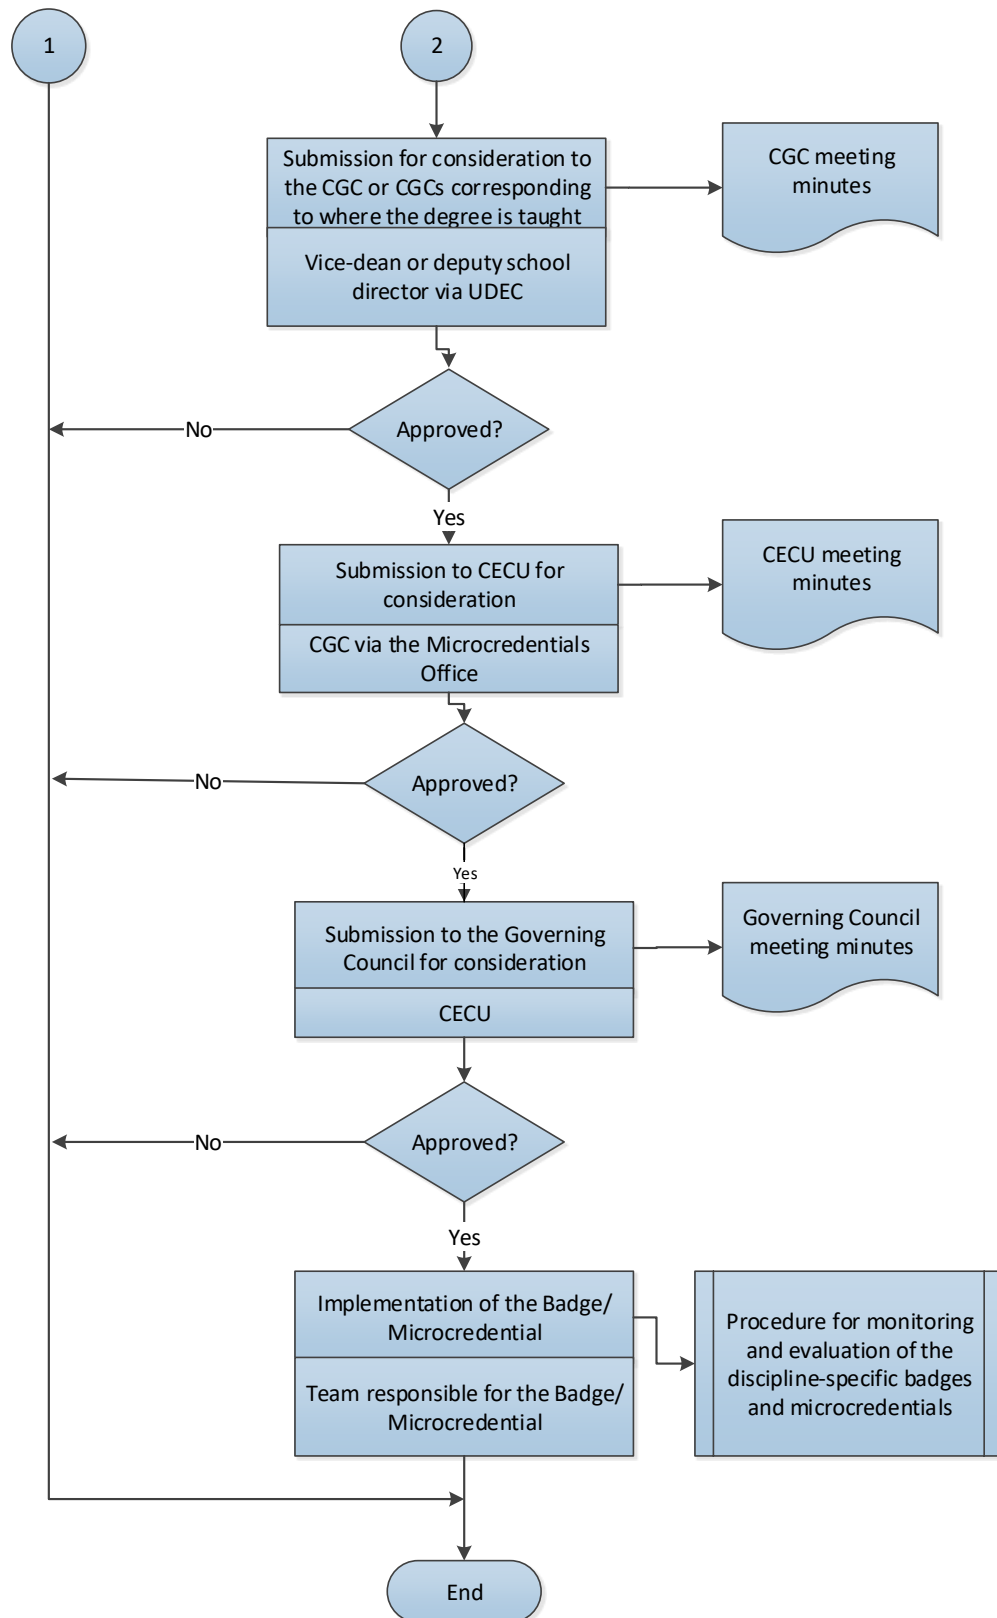 1
2
Submission for consideration to
the CGC or CGCs corresponding
to where the degree is taught
CGC meeting
minutes
Vice-dean or deputy school
director via UDEC
Approved?
No
Yes
Submission to CECU for
consideration
CECU meeting
minutes
CGC via the Microcredentials
Office
Approved?
No
Yes
Submission to the Governing
Council for consideration
Governing Council
meeting minutes
CECU
Approved?
No
Yes
Implementation of the Badge/
Microcredential
Procedure for monitoring
and evaluation of the
discipline-specific badges
and microcredentials
Team responsible for the Badge/
Microcredential
End